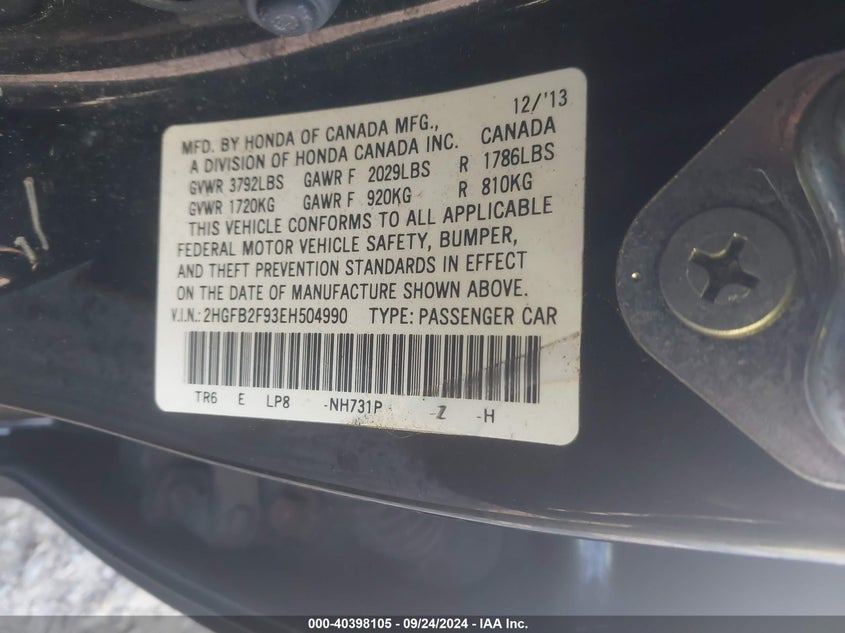 12/'13
MFD. BY HONDA OF CANADA MFG.,
A DIVISION OF HONDA CANADA INC. CANADA
GVWR 3792LBS GAWR F 2029LBS R 1786LBS
GVWR 1720KG GAWR F 920KG R 810KG
THIS VEHICLE CONFORMS TO ALL APPLICABLE
FEDERAL MOTOR VEHICLE SAFETY, BUMPER,
AND THEFT PREVENTION STANDARDS IN EFFECT
ON THE DATE OF MANUFACTURE SHOWN ABOVE.
V.I.N.: 2HGFB2F93EH504990 TYPE: PASSENGER CAR
TR6 E LP8 -NH731P -Z -H
000-40398105 - 09/24/2024 - IAA Inc.